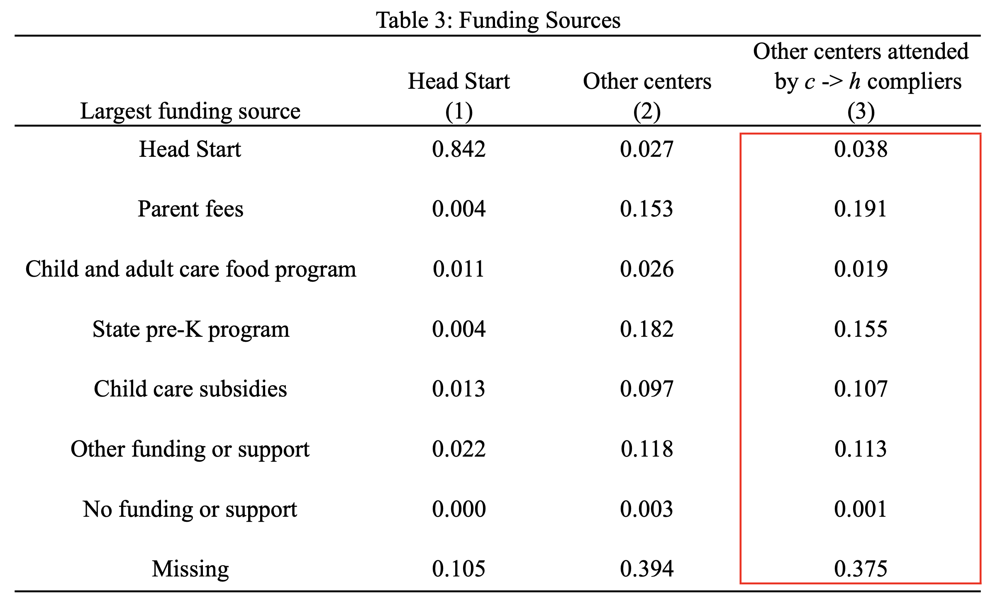 Table 3: Funding Sources
Other centers attended
Head Start Other centers by c -> h compliers
Largest funding source (1) (2) (3)
Head Start 0.842 0.027 0.038
Parent fees 0.004 0.153 0.191
Child and adult care food program 0.011 0.026 0.019
State pre-K program 0.004 0.182 0.155
Child care subsidies 0.013 0.097 0.107
Other funding or support 0.022 0.118 0.113
No funding or support 0.000 0.003 0.001
Missing 0.105 0.394 0.375